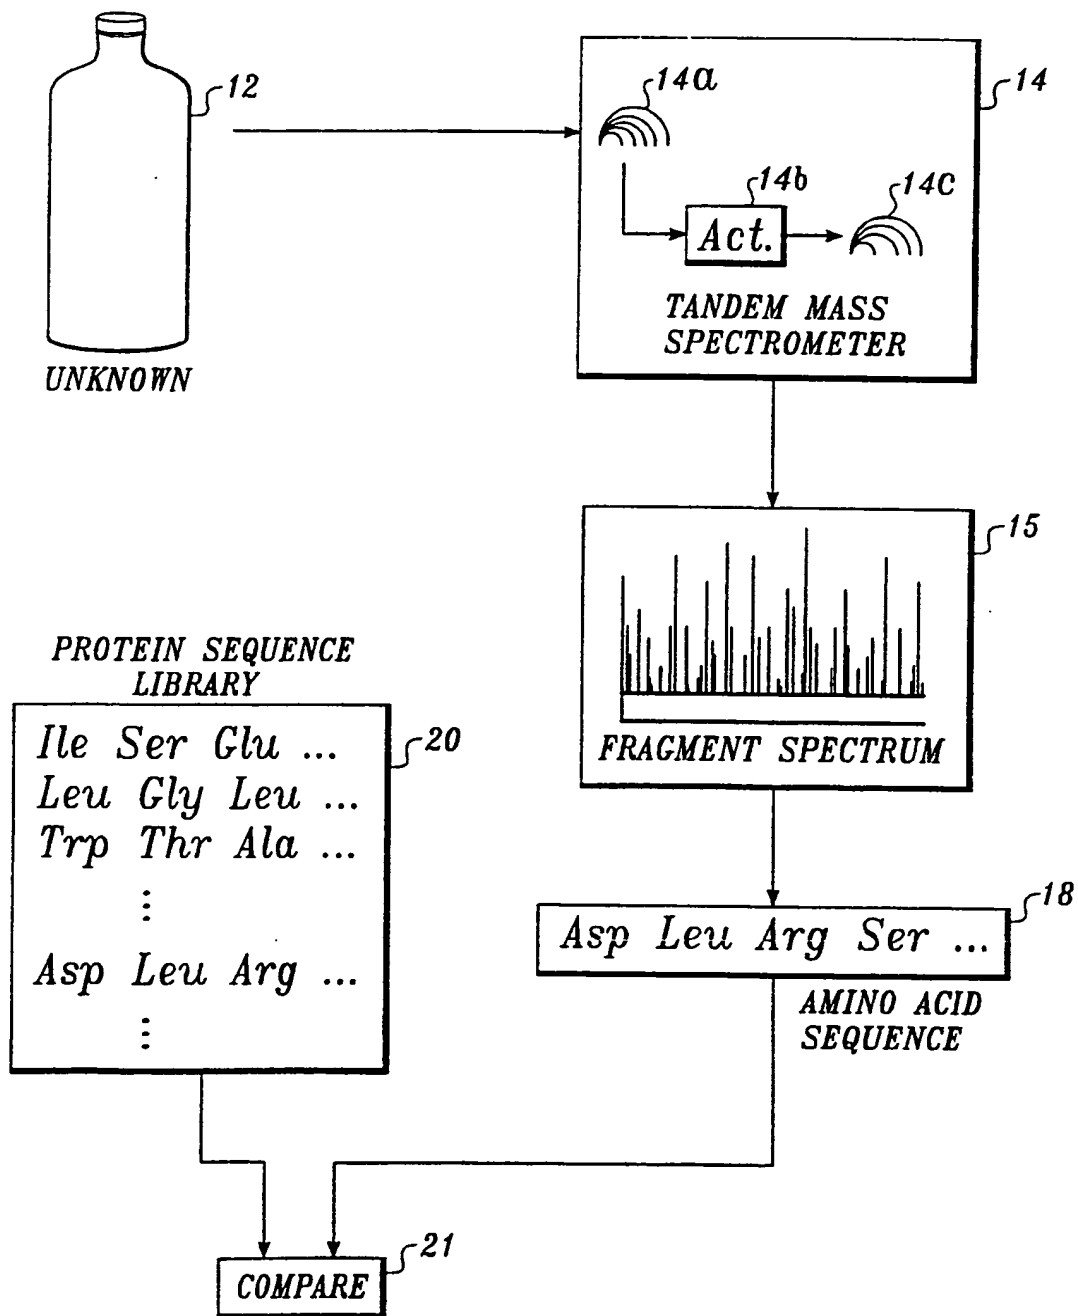 12
14a
14
14b
14c
Act.
TANDEM MASS
SPECTROMETER
UNKNOWN
15
FRAGMENT SPECTRUM
PROTEIN SEQUENCE
LIBRARY
20
Ile Ser Glu ...
Leu Gly Leu ...
Trp Thr Ala ...
⋮
Asp Leu Arg ...
⋮
18
Asp Leu Arg Ser ...
AMINO ACID
SEQUENCE
21
COMPARE